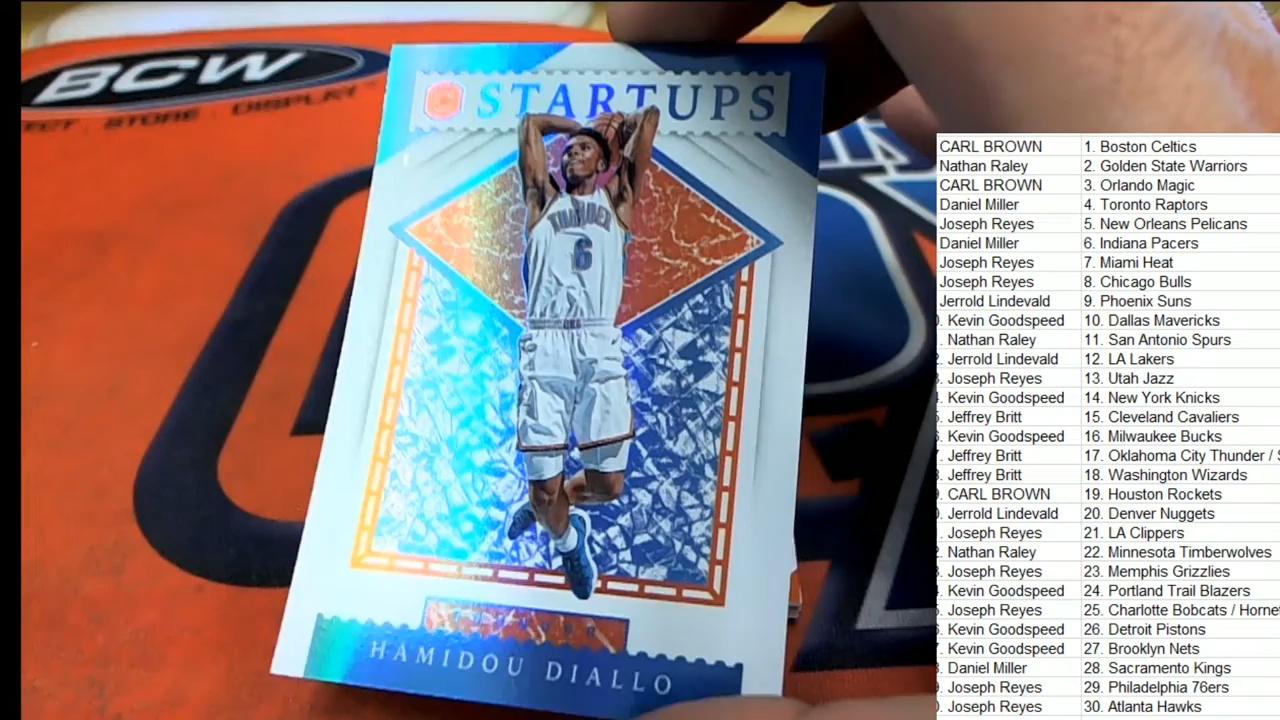 BCW
STORE DISPLAY
STARTUPS
THUNDER
6
HAMIDOU DIALLO
CARL BROWN 1. Boston Celtics
Nathan Raley 2. Golden State Warriors
CARL BROWN 3. Orlando Magic
Daniel Miller 4. Toronto Raptors
Joseph Reyes 5. New Orleans Pelicans
Daniel Miller 6. Indiana Pacers
Joseph Reyes 7. Miami Heat
Joseph Reyes 8. Chicago Bulls
Jerrold Lindevald 9. Phoenix Suns
Kevin Goodspeed 10. Dallas Mavericks
Nathan Raley 11. San Antonio Spurs
Jerrold Lindevald 12. LA Lakers
Joseph Reyes 13. Utah Jazz
Kevin Goodspeed 14. New York Knicks
Jeffrey Britt 15. Cleveland Cavaliers
Kevin Goodspeed 16. Milwaukee Bucks
Jeffrey Britt 17. Oklahoma City Thunder /
Jeffrey Britt 18. Washington Wizards
CARL BROWN 19. Houston Rockets
Jerrold Lindevald 20. Denver Nuggets
Joseph Reyes 21. LA Clippers
Nathan Raley 22. Minnesota Timberwolves
Joseph Reyes 23. Memphis Grizzlies
Kevin Goodspeed 24. Portland Trail Blazers
Joseph Reyes 25. Charlotte Bobcats / Horne
Kevin Goodspeed 26. Detroit Pistons
Kevin Goodspeed 27. Brooklyn Nets
Daniel Miller 28. Sacramento Kings
Joseph Reyes 29. Philadelphia 76ers
Joseph Reyes 30. Atlanta Hawks